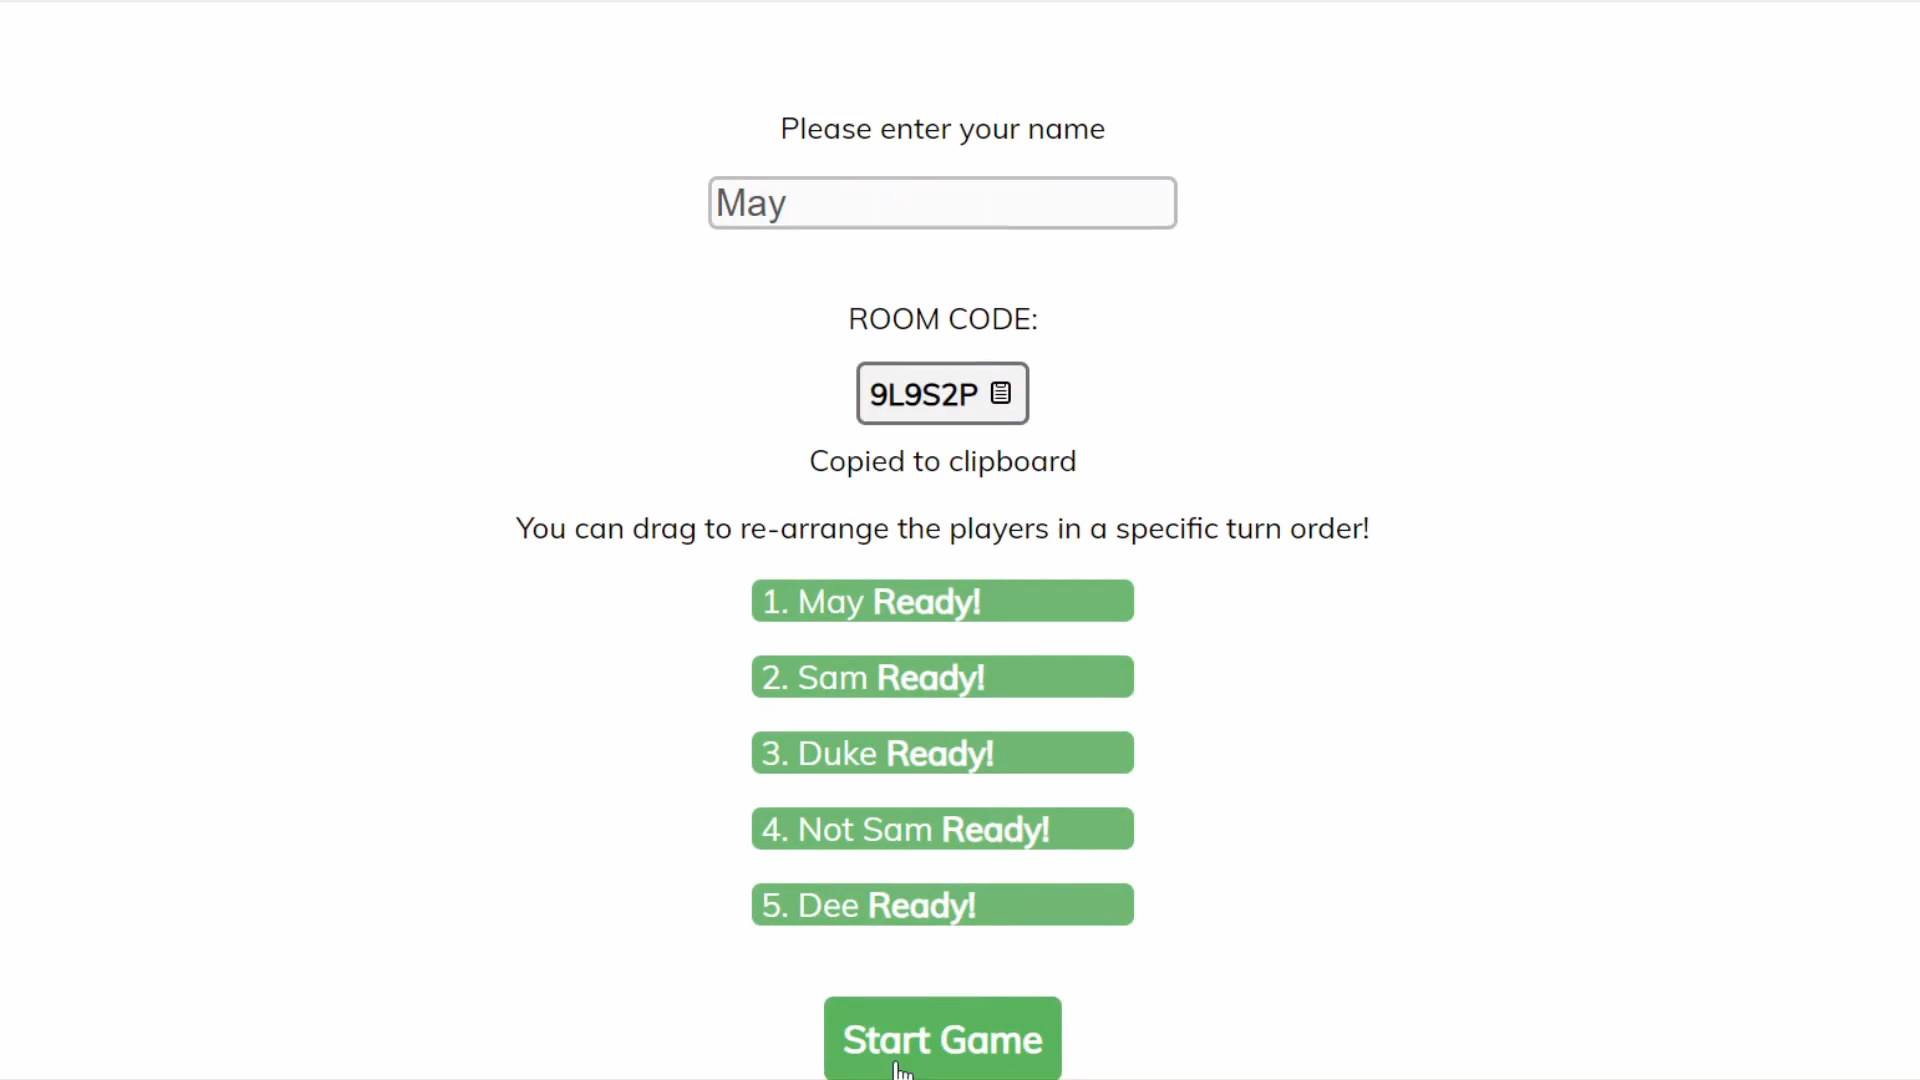 Please enter your name
May
ROOM CODE:
9L9S2P
Copied to clipboard
You can drag to re-arrange the players in a specific turn order!
1. May Ready!
2. Sam Ready!
3. Duke Ready!
4. Not Sam Ready!
5. Dee Ready!
Start Game